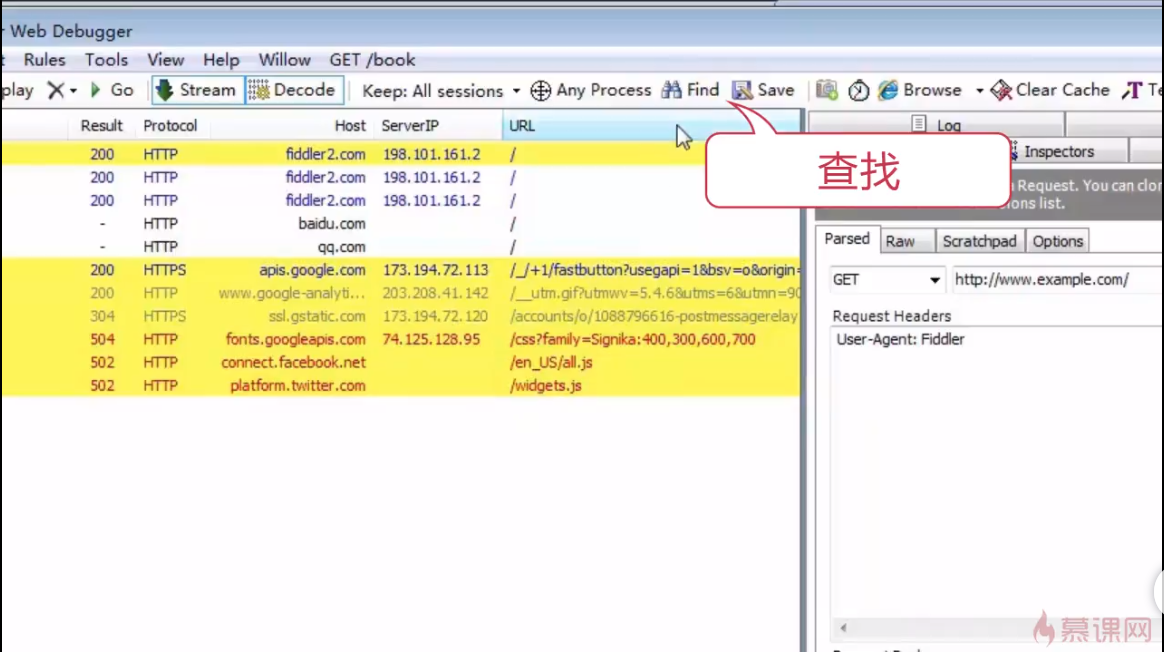 r Web Debugger
t Rules Tools View Help Willow GET /book
play Go Stream Decode Keep: All sessions Any Process Find Save Browse Clear Cache Te
Result Protocol Host ServerIP URL
200 HTTP fiddler2.com 198.101.161.2 /
200 HTTP fiddler2.com 198.101.161.2 /
200 HTTP fiddler2.com 198.101.161.2 /
- HTTP baidu.com /
- HTTP qq.com /
200 HTTPS apis.google.com 173.194.72.113 /_/+1/fastbutton?usegapi=1&bsv=o&origin=
200 HTTP www.google-analyti... 203.208.41.142 /__utm.gif?utmwv=5.4.6&utms=6&utmn=90
304 HTTPS ssl.gstatic.com 173.194.72.120 /accounts/o/1088796616-postmessagerelay
504 HTTP fonts.googleapis.com 74.125.128.95 /css?family=Signika:400,300,600,700
502 HTTP connect.facebook.net /en_US/all.js
502 HTTP platform.twitter.com /widgets.js
查找
Log
Inspectors
Request. You can clon
ions list.
Parsed Raw Scratchpad Options
GET http://www.example.com/
Request Headers
User-Agent: Fiddler
慕课网